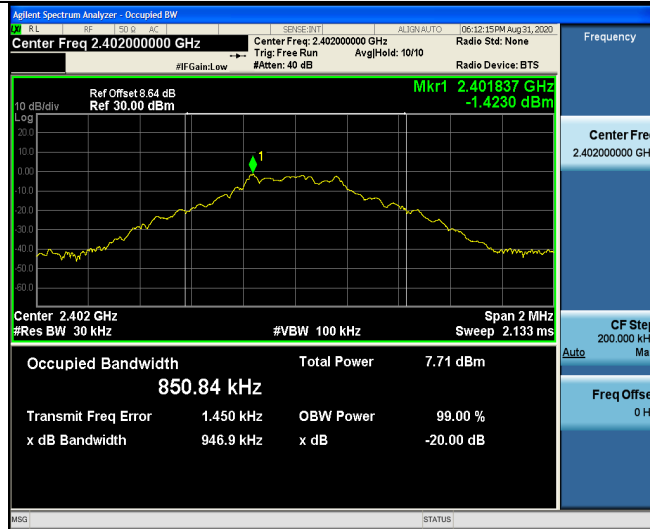 Agilent Spectrum Analyzer - Occupied BW
RL RF 50 Ω AC SENSE:INT ALIGNAUTO 06:12:15PM Aug 31, 2020
Center Freq 2.402000000 GHz
Center Freq: 2.402000000 GHz
Radio Std: None
Trig: Free Run Avg|Hold: 10/10
#IFGain:Low
#Atten: 40 dB
Radio Device: BTS
Frequency
Ref Offset 8.64 dB
10 dB/div Ref 30.00 dBm
Mkr1 2.401837 GHz
-1.4230 dBm
Log
20.0
10.0
0.00
-10.0
-20.0
-30.0
-40.0
-50.0
-60.0
1
Center Fre
2.402000000 GH
Center 2.402 GHz
Span 2 MHz
#Res BW 30 kHz
#VBW 100 kHz
Sweep 2.133 ms
CF Ste
200.000 kH
Auto Ma
Occupied Bandwidth
850.84 kHz
Total Power 7.71 dBm
Transmit Freq Error 1.450 kHz
OBW Power 99.00 %
x dB Bandwidth 946.9 kHz
x dB -20.00 dB
Freq Offse
0 H
MSG
STATUS